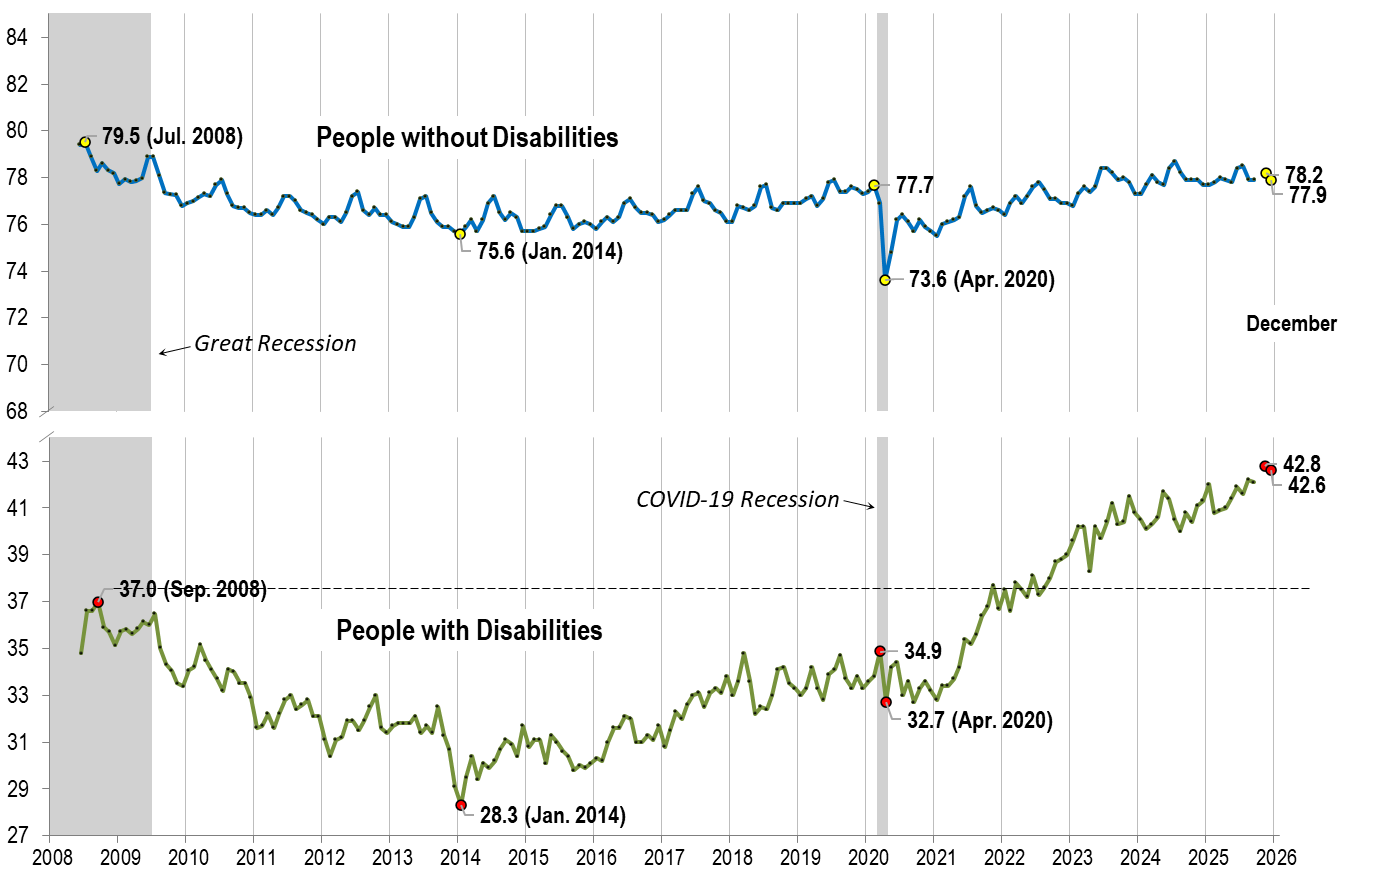 84
82
80
78
76
74
72
70
68
79.5 (Jul. 2008)
People without Disabilities
75.6 (Jan. 2014)
77.7
73.6 (Apr. 2020)
78.2
77.9
December
Great Recession
43
41
39
37
35
33
31
29
27
COVID-19 Recession
42.8
42.6
37.0 (Sep. 2008)
People with Disabilities
34.9
32.7 (Apr. 2020)
28.3 (Jan. 2014)
2008 2009 2010 2011 2012 2013 2014 2015 2016 2017 2018 2019 2020 2021 2022 2023 2024 2025 2026